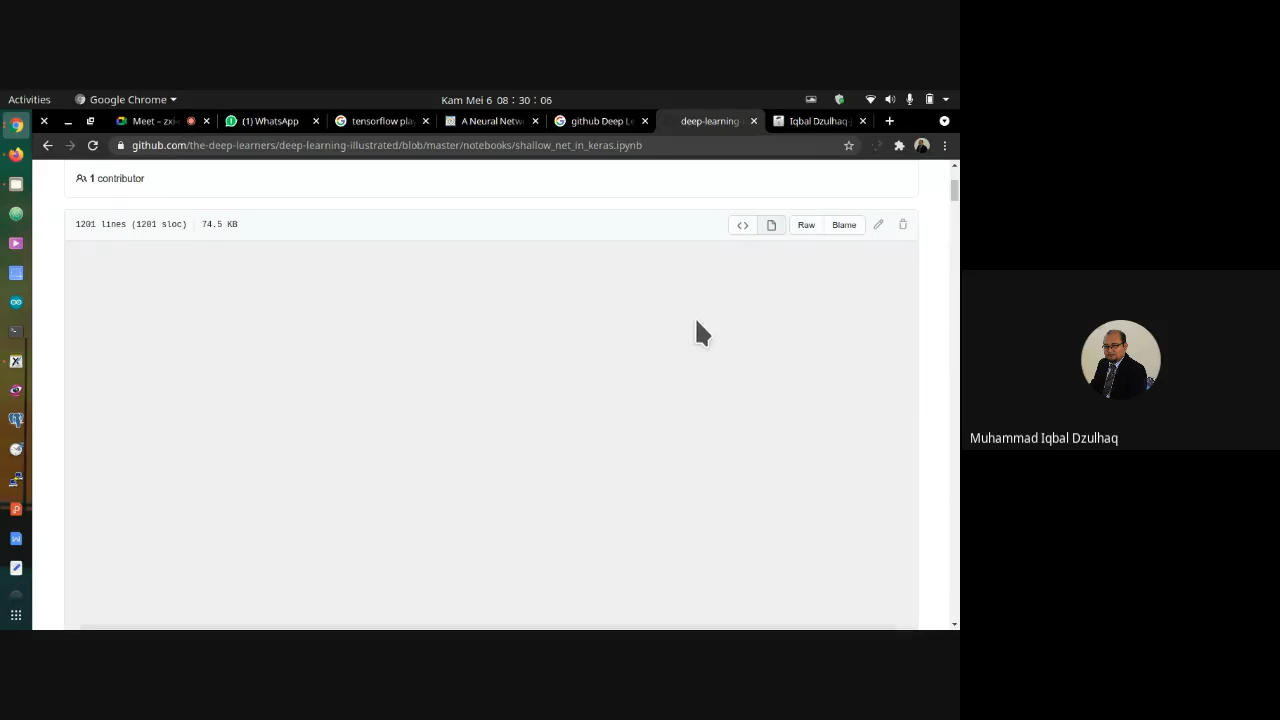 Activities
Google Chrome
Kam Mei 6 08:30:06
Meet – zxi-
(1) WhatsApp
tensorflow play
A Neural Netw
github Deep Le
deep-learning-
Iqbal Dzulhaq-
github.com/the-deep-learners/deep-learning-illustrated/blob/master/notebooks/shallow_net_in_keras.ipynb
1 contributor
1201 lines (1201 sloc) 74.5 KB
Raw
Blame
Muhammad Iqbal Dzulhaq